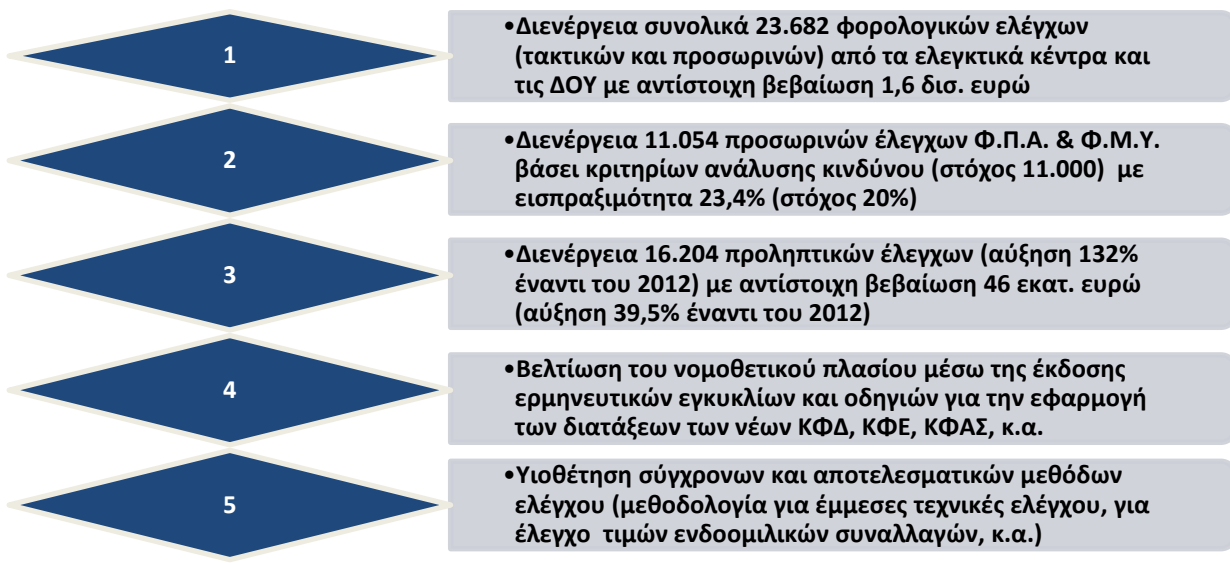 1
•Διενέργεια συνολικά 23.682 φορολογικών ελέγχων
(τακτικών και προσωρινών) από τα ελεγκτικά κέντρα και
τις ΔΟΥ με αντίστοιχη βεβαίωση 1,6 δισ. ευρώ
2
•Διενέργεια 11.054 προσωρινών έλεγχων Φ.Π.Α. & Φ.Μ.Υ.
βάσει κριτηρίων ανάλυσης κινδύνου (στόχος 11.000) με
εισπραξιμότητα 23,4% (στόχος 20%)
3
•Διενέργεια 16.204 προληπτικών έλεγχων (αύξηση 132%
έναντι του 2012) με αντίστοιχη βεβαίωση 46 εκατ. ευρώ
(αύξηση 39,5% έναντι του 2012)
4
•Βελτίωση του νομοθετικού πλασίου μέσω της έκδοσης
ερμηνευτικών εγκυκλίων και οδηγιών για την εφαρμογή
των διατάξεων των νέων ΚΦΔ, ΚΦΕ, ΚΦΑΣ, κ.α.
5
•Υιοθέτηση σύγχρονων και αποτελεσματικών μεθόδων
ελέγχου (μεθοδολογία για έμμεσες τεχνικές ελέγχου, για
έλεγχο τιμών ενδοομιλικών συναλλαγών, κ.α.)